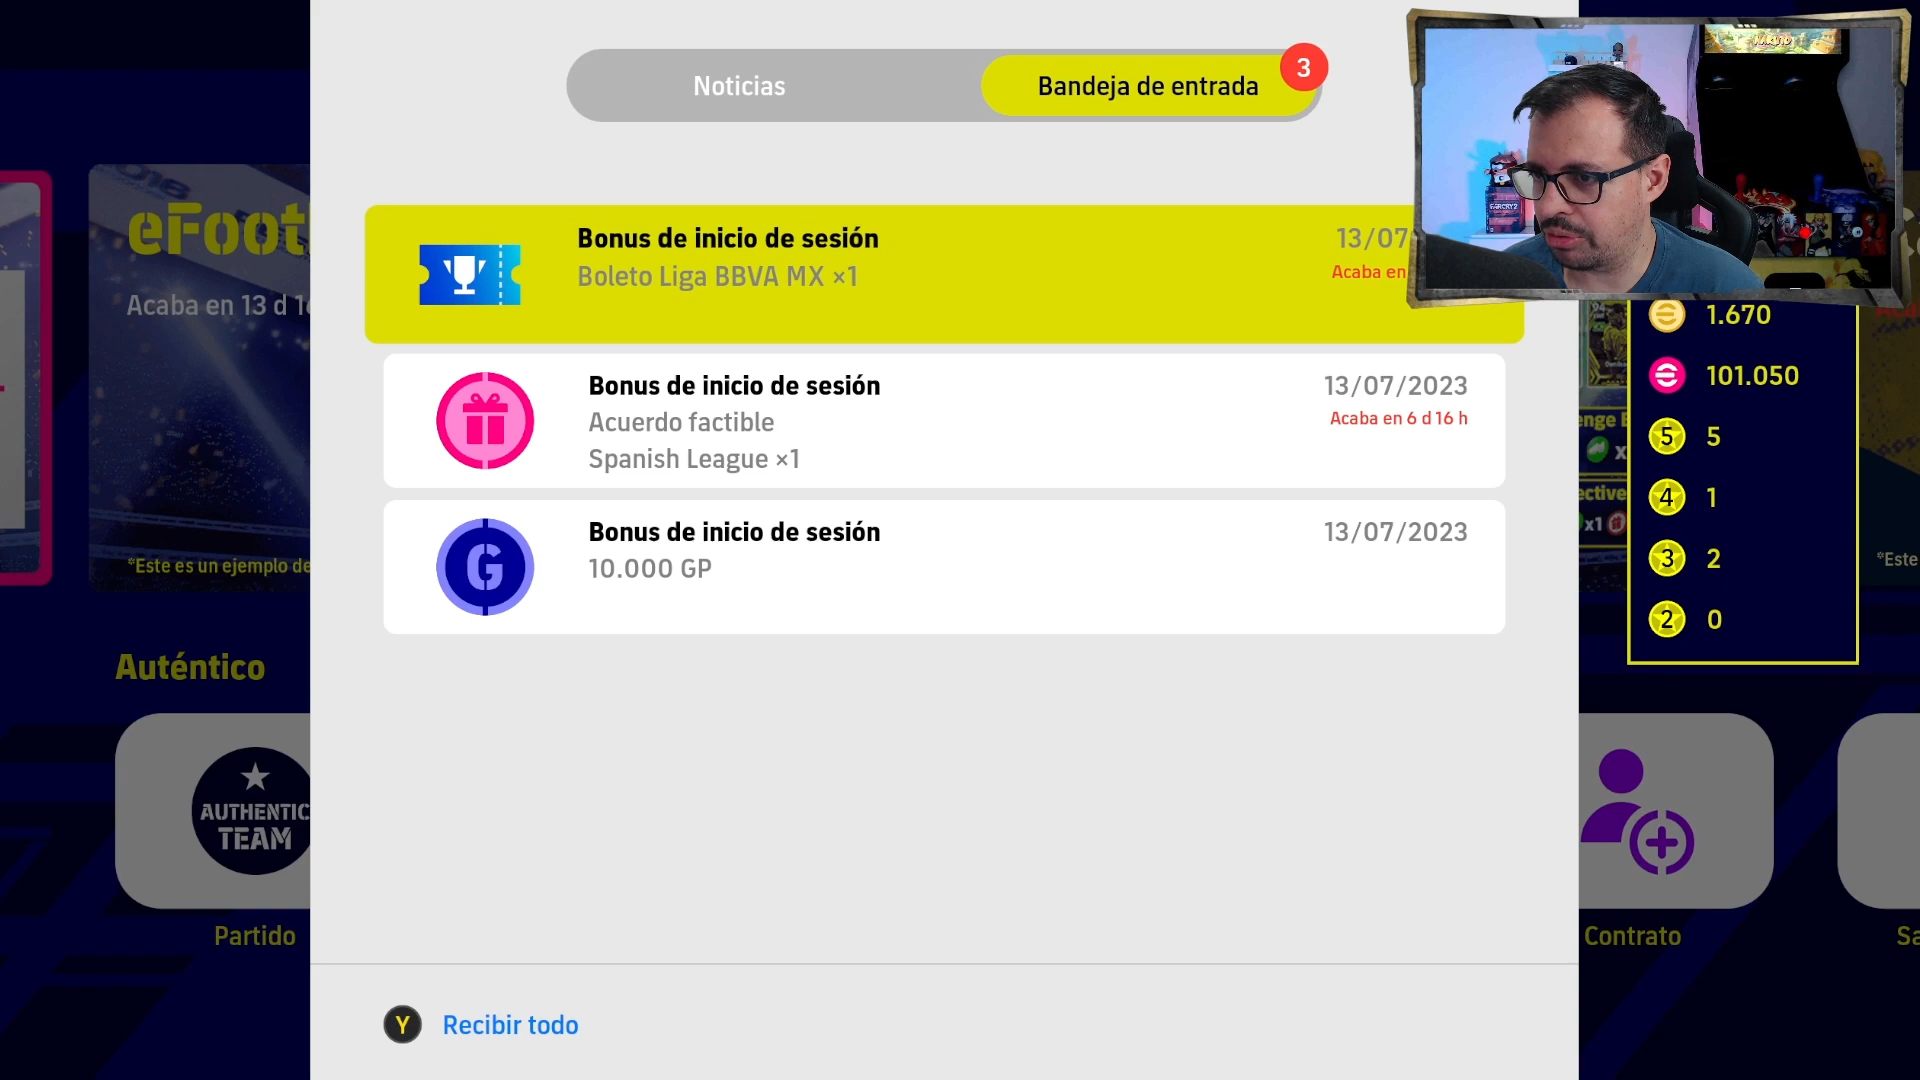 Noticias
Bandeja de entrada
3
Bonus de inicio de sesión
13/07
Boleto Liga BBVA MX ×1
Acaba en
Bonus de inicio de sesión
13/07/2023
Acuerdo factible
Acaba en 6 d 16 h
Spanish League ×1
Bonus de inicio de sesión
13/07/2023
10.000 GP
G
Y Recibir todo
eFoot
Acaba en 13 d 1
*Este es un ejemplo de
Auténtico
AUTHENTIC
TEAM
Partido
FARCRY 2
1.670
101.050
5 5
4 1
3 2
2 0
x1
*Este
Contrato
Sa